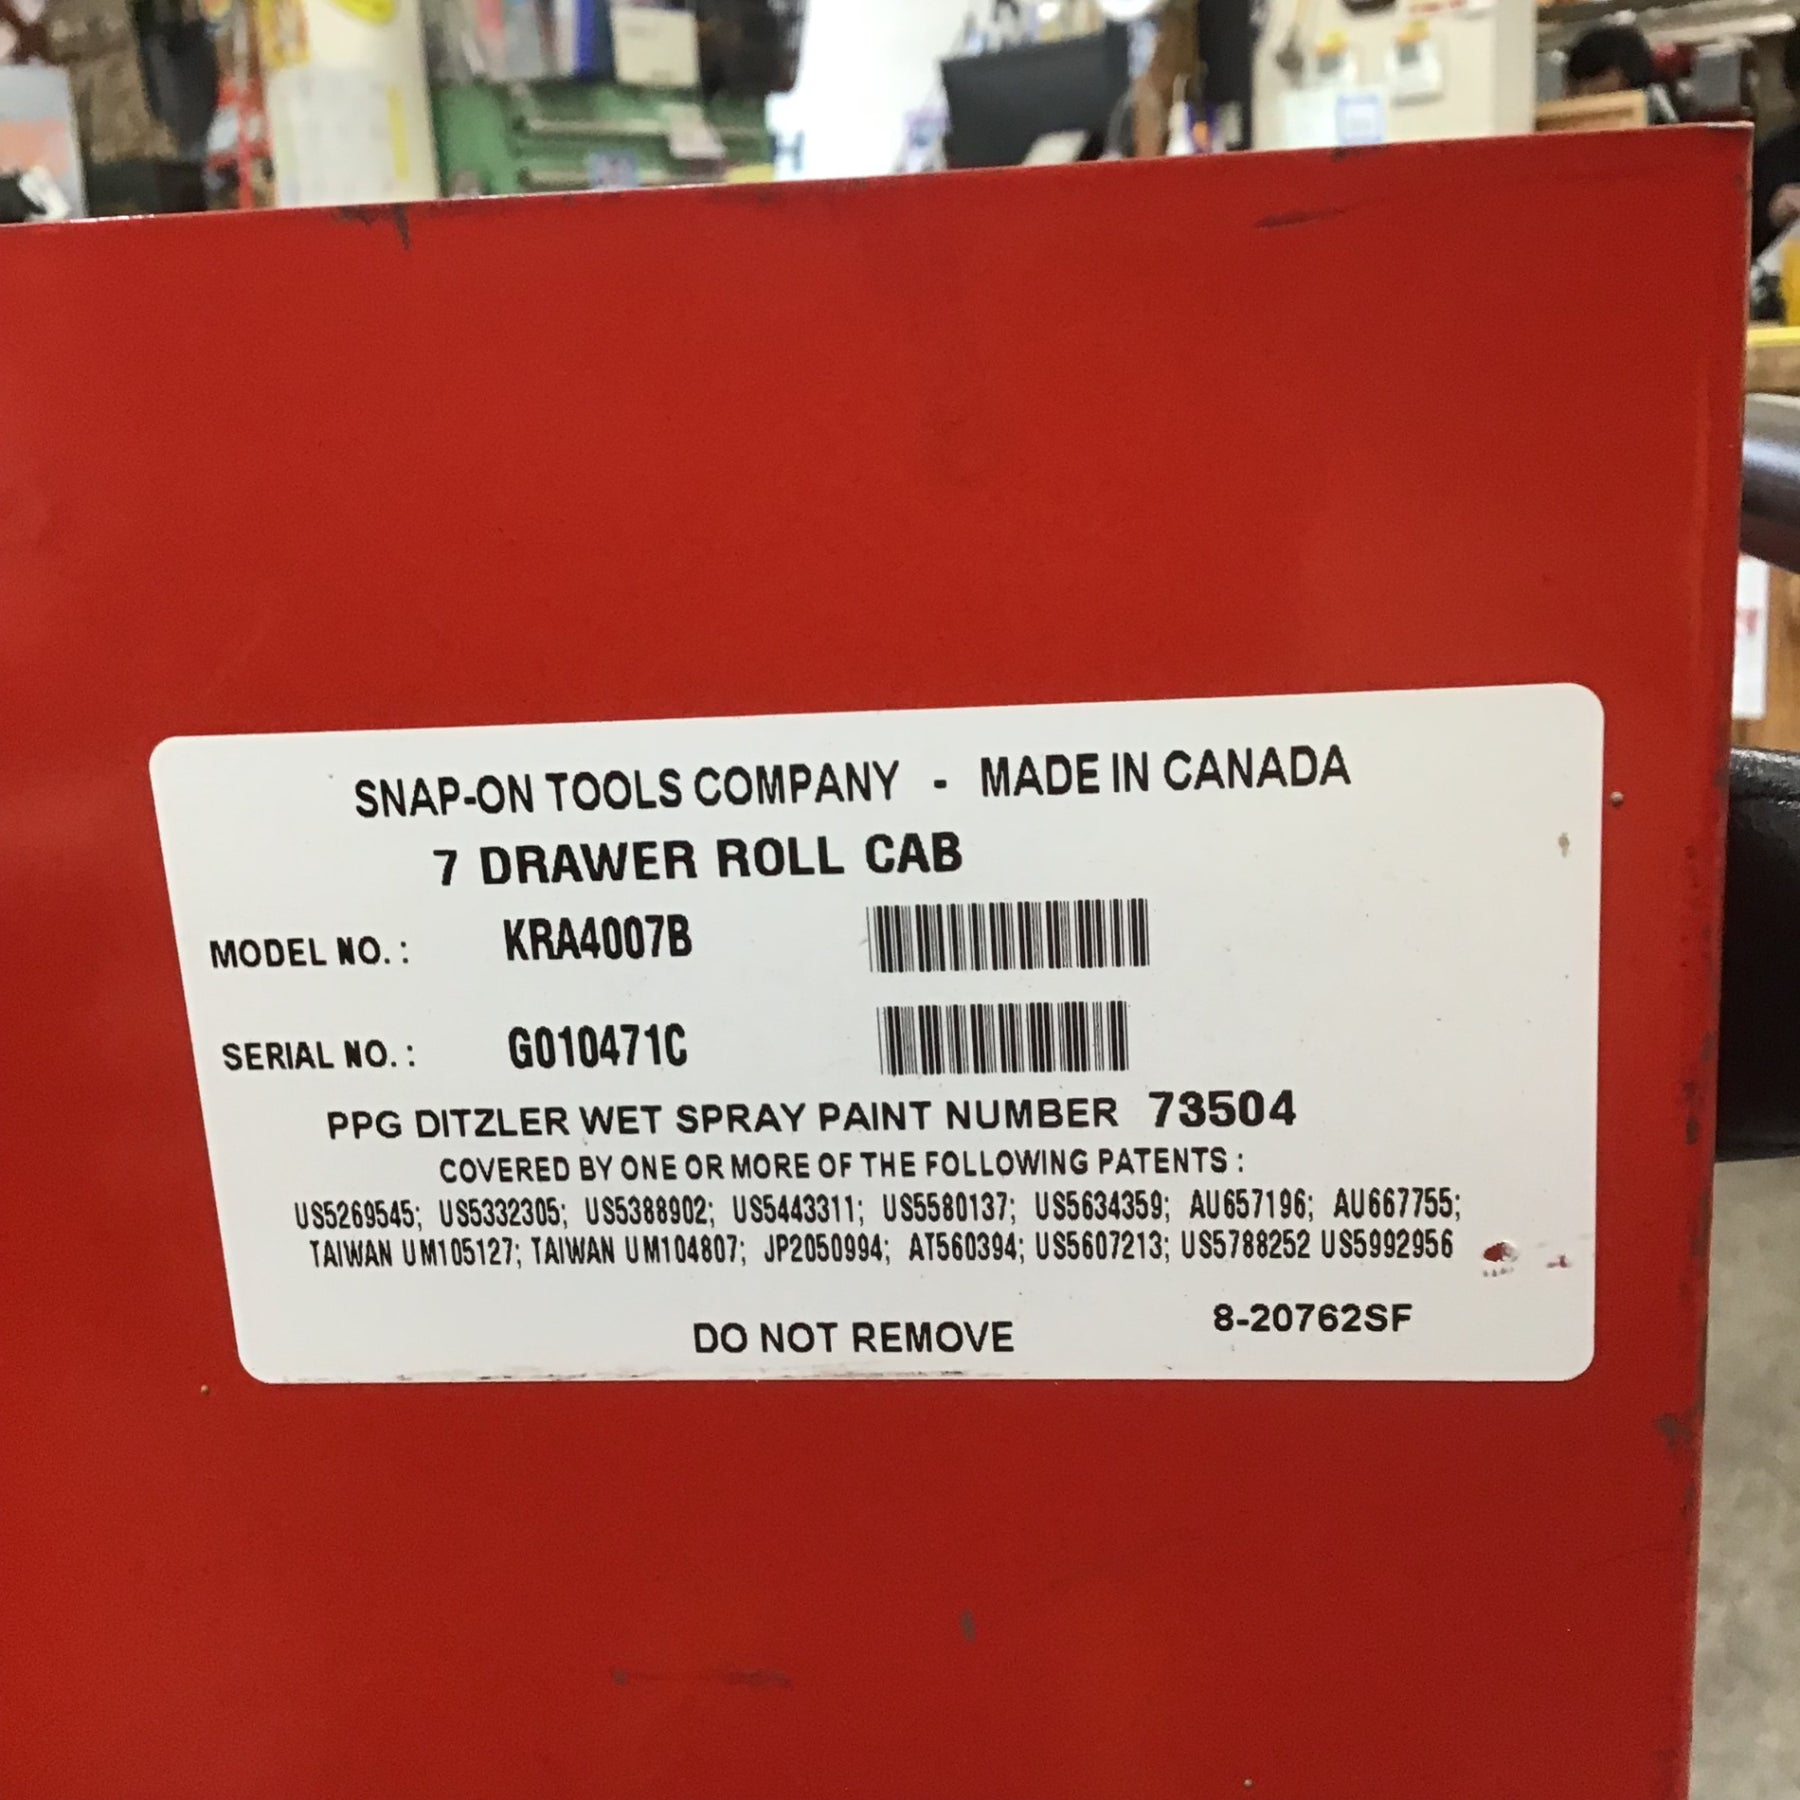 SNAP-ON TOOLS COMPANY - MADE IN CANADA
7 DRAWER ROLL CAB
MODEL NO. : KRA4007B
SERIAL NO. : G010471C
PPG DITZLER WET SPRAY PAINT NUMBER 73504
COVERED BY ONE OR MORE OF THE FOLLOWING PATENTS :
US5269545; US5332305; US5388902; US5443311; US5580137; US5634359; AU657196; AU667755;
TAIWAN UM105127; TAIWAN UM104807; JP2050994; AT560394; US5607213; US5788252 US5992956
DO NOT REMOVE 8-20762SF